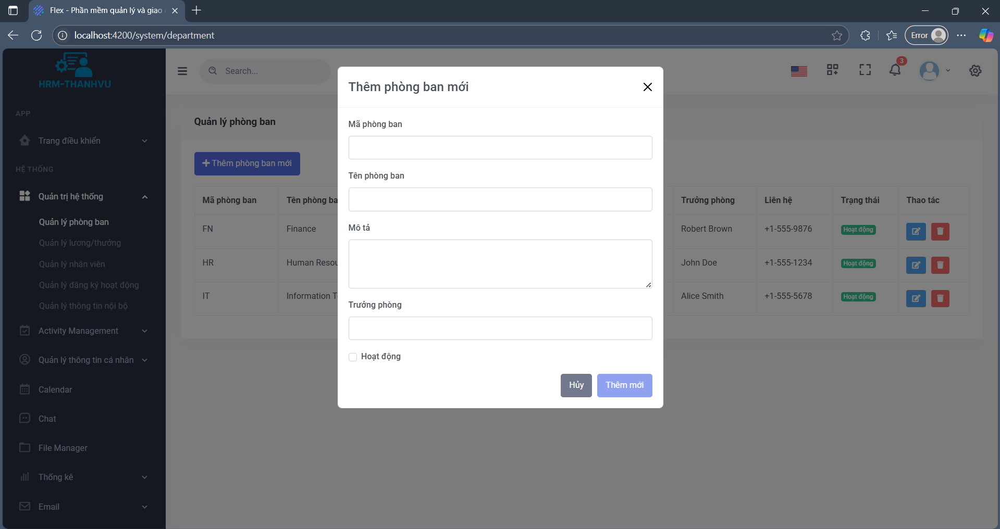 Flex - Phần mềm quản lý và giao
localhost:4200/system/department
Error
HRM-THANHVU
Search...
3
APP
Trang điều khiển
HỆ THỐNG
Quản trị hệ thống
Quản lý phòng ban
Quản lý lương/thưởng
Quản lý nhân viên
Quản lý đăng ký hoạt động
Quản lý thông tin nội bộ
Activity Management
Quản lý thông tin cá nhân
Calendar
Chat
File Manager
Thống kê
Email
Quản lý phòng ban
Thêm phòng ban mới
Mã phòng ban Tên phòng ba Trưởng phòng Liên hệ Trạng thái Thao tác
FN Finance Robert Brown +1-555-9876 Hoạt động
HR Human Resou John Doe +1-555-1234 Hoạt động
IT Information T Alice Smith +1-555-5678 Hoạt động
Thêm phòng ban mới
Mã phòng ban
Tên phòng ban
Mô tả
Trưởng phòng
Hoạt động
Hủy Thêm mới